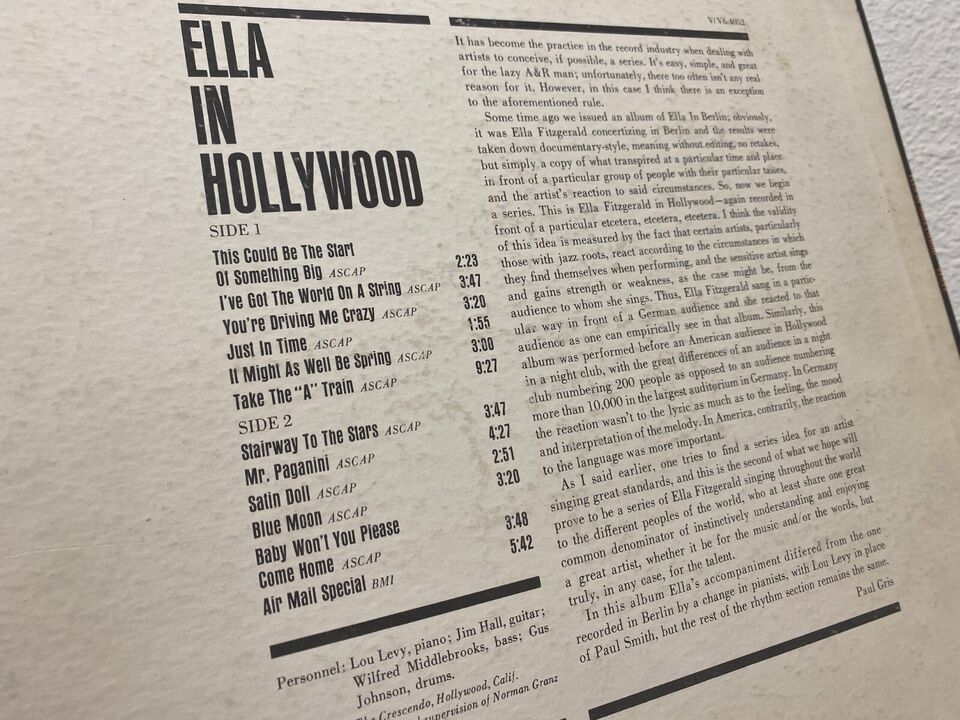 ELLA
IN
HOLLYWOOD
SIDE 1
This Could Be The Start
Of Something Big ASCAP 2:23
I've Got The World On A String ASCAP 3:47
You're Driving Me Crazy ASCAP 3:20
Just In Time ASCAP 1:55
It Might As Well Be Spring ASCAP 3:00
Take The "A" Train ASCAP 9:27
SIDE 2
Stairway To The Stars ASCAP 3:47
Mr. Paganini ASCAP 4:27
Satin Doll ASCAP 2:51
Blue Moon ASCAP 3:20
Baby Won't You Please
Come Home ASCAP 3:48
Air Mail Special BMI 5:42
Personnel: Lou Levy, piano; Jim Hall, guitar;
Wilfred Middlebrooks, bass; Gus
Johnson, drums.
Crescendo, Hollywood, Calif.
supervision of Norman Granz
V/V6-4052
It has become the practice in the record industry when dealing with
artists to conceive, if possible, a series. It's easy, simple, and great
for the lazy A&R man; unfortunately, there too often isn't any real
reason for it. However, in this case I think there is an exception
to the aforementioned rule.
Some time ago we issued an album of Ella In Berlin; obviously,
it was Ella Fitzgerald concertizing in Berlin and the results were
taken down documentary-style, meaning without editing, no retakes,
but simply a copy of what transpired at a particular time and place
in front of a particular group of people with their particular tastes,
and the artist's reaction to said circumstances. So, now we begin
a series. This is Ella Fitzgerald in Hollywood—again recorded in
front of a particular etcetera, etcetera, etcetera. I think the validity
of this idea is measured by the fact that certain artists, particularly
those with jazz roots, react according to the circumstances in which
they find themselves when performing, and the sensitive artist sings
and gains strength or weakness, as the case might be, from the
audience to whom she sings. Thus, Ella Fitzgerald sang in a partic-
ular way in front of a German audience and she reacted to that
audience as one can empirically see in that album. Similarly, this
album was performed before an American audience in Hollywood
in a night club, with the great differences of an audience in a night
club numbering 200 people as opposed to an audience numbering
more than 10,000 in the largest auditorium in Germany. In Germany
the reaction wasn't to the lyric as much as to the feeling, the mood
and interpretation of the melody. In America, contrarily, the reaction
to the language was more important.
As I said earlier, one tries to find a series idea for an artist
singing great standards, and this is the second of what we hope will
prove to be a series of Ella Fitzgerald singing throughout the world
to the different peoples of the world, who at least share one great
common denominator of instinctively understanding and enjoying
a great artist, whether it be for the music and/or the words, but
truly, in any case, for the talent.
In this album Ella's accompaniment differed from the one
recorded in Berlin by a change in pianists, with Lou Levy in place
of Paul Smith, but the rest of the rhythm section remains the same.
Paul Gris